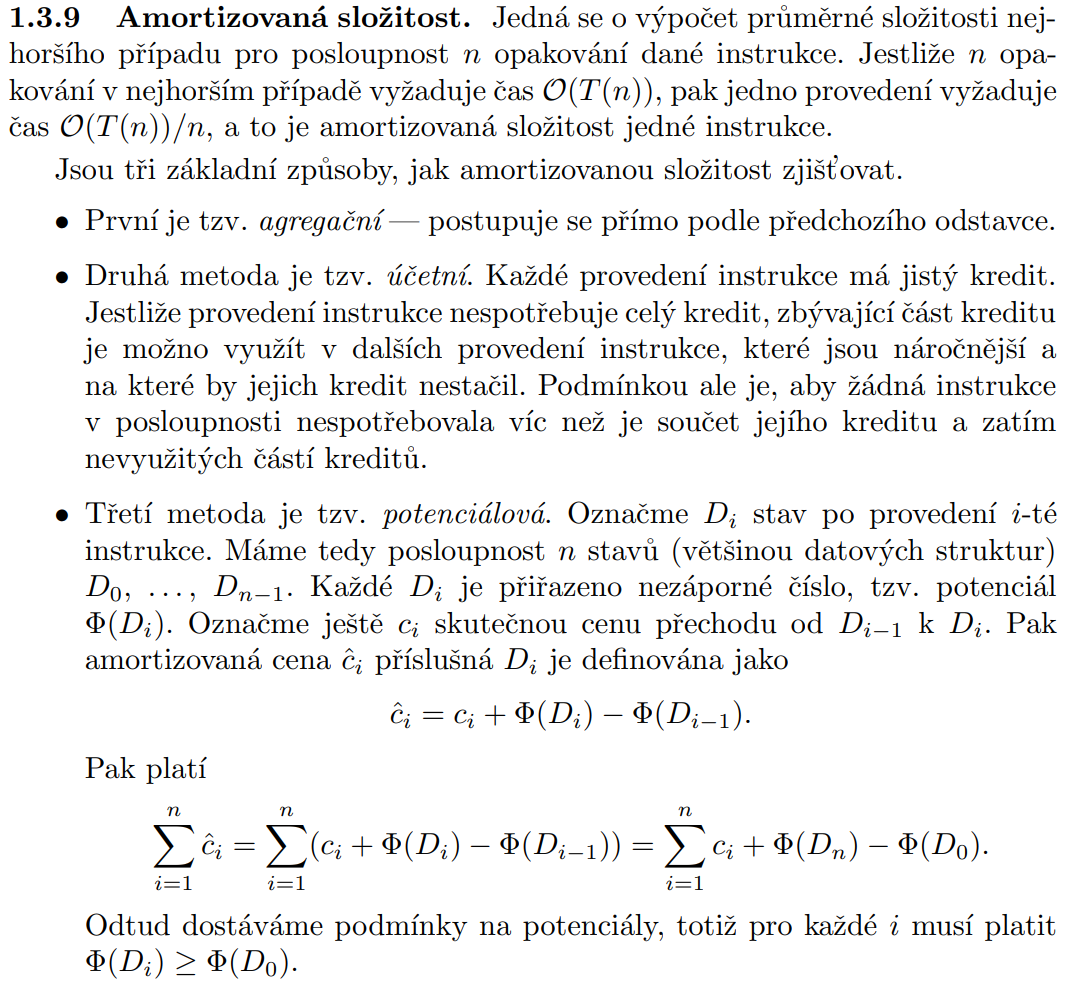 1.3.9 Amortizovaná složitost. Jedná se o výpočet průměrné složitosti nej-
horšího případu pro posloupnost n opakování dané instrukce. Jestliže n opa-
kování v nejhorším případě vyžaduje čas O(T(n)), pak jedno provedení vyžaduje
čas O(T(n))/n, a to je amortizovaná složitost jedné instrukce.
Jsou tři základní způsoby, jak amortizovanou složitost zjišťovat.
• První je tzv. agregační — postupuje se přímo podle předchozího odstavce.
• Druhá metoda je tzv. účetní. Každé provedení instrukce má jistý kredit.
Jestliže provedení instrukce nespotřebuje celý kredit, zbývající část kreditu
je možno využít v dalších provedení instrukce, které jsou náročnější a
na které by jejich kredit nestačil. Podmínkou ale je, aby žádná instrukce
v posloupnosti nespotřebovala víc než je součet jejího kreditu a zatím
nevyužitých částí kreditů.
• Třetí metoda je tzv. potenciálová. Označme D_i stav po provedení i-té
instrukce. Máme tedy posloupnost n stavů (většinou datových struktur)
D_0, …, D_{n−1}. Každé D_i je přiřazeno nezáporné číslo, tzv. potenciál
Φ(D_i). Označme ještě c_i skutečnou cenu přechodu od D_{i−1} k D_i. Pak
amortizovaná cena ĉ_i příslušná D_i je definována jako
ĉ_i = c_i + Φ(D_i) − Φ(D_{i−1}).
Pak platí
∑_{i=1}^{n} ĉ_i = ∑_{i=1}^{n} (c_i + Φ(D_i) − Φ(D_{i−1})) = ∑_{i=1}^{n} c_i + Φ(D_n) − Φ(D_0).
Odtud dostáváme podmínky na potenciály, totiž pro každé i musí platit
Φ(D_i) ≥ Φ(D_0).